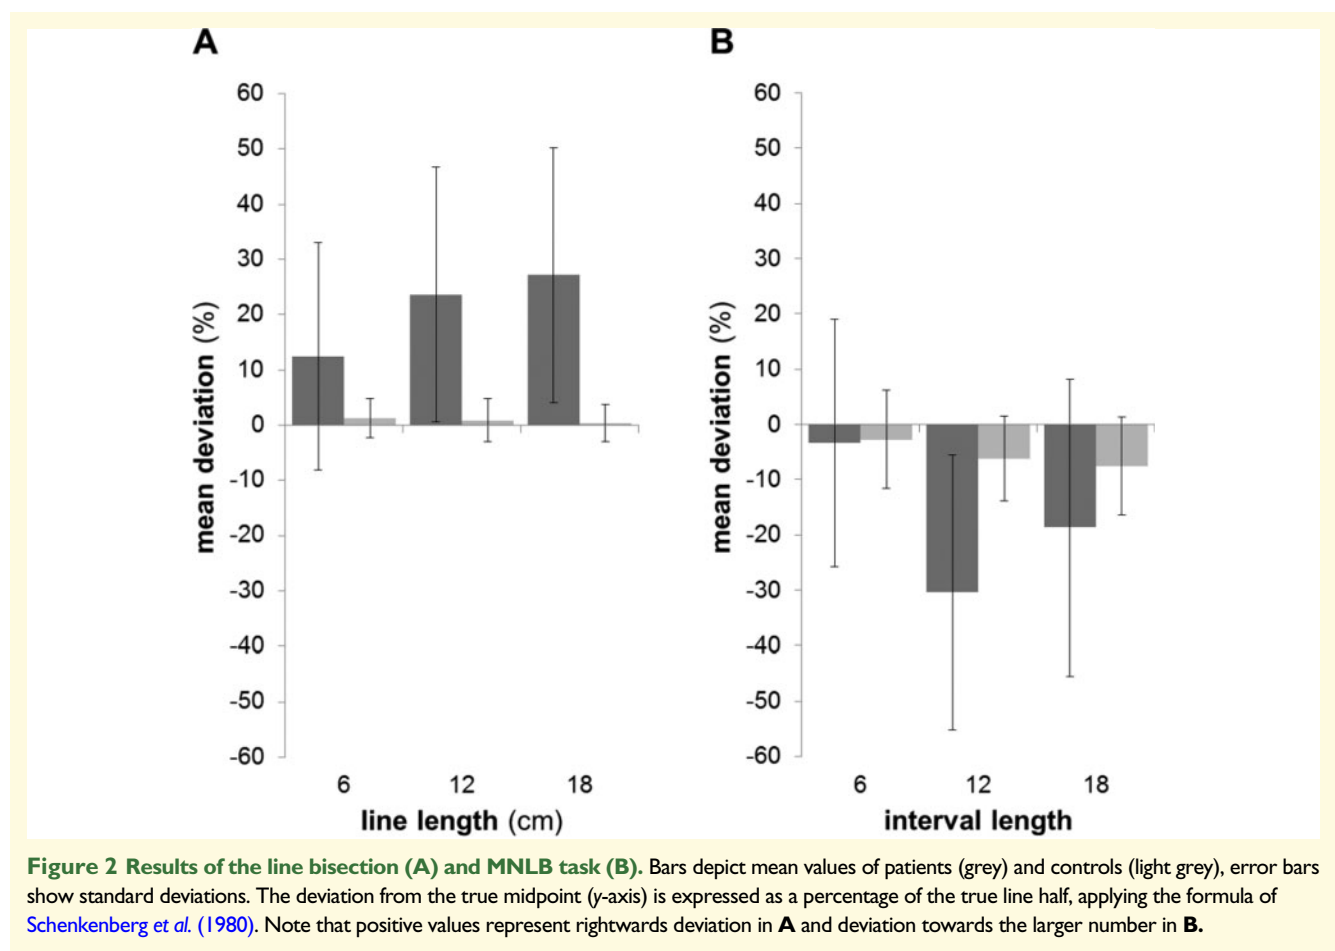 A
B
60
50
40
30
20
10
0
-10
-20
-30
-40
-50
-60
mean deviation (%)
6 12 18
line length (cm)
60
50
40
30
20
10
0
-10
-20
-30
-40
-50
-60
mean deviation (%)
6 12 18
interval length
Figure 2 Results of the line bisection (A) and MNLB task (B). Bars depict mean values of patients (grey) and controls (light grey), error bars
show standard deviations. The deviation from the true midpoint (y-axis) is expressed as a percentage of the true line half, applying the formula of
Schenkenberg et al. (1980). Note that positive values represent rightwards deviation in A and deviation towards the larger number in B.